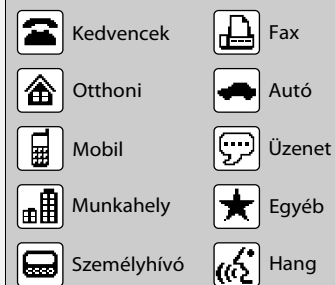 Kedvencek
Otthoni
Mobil
Munkahely
Személyhívó
Fax
Autó
Üzenet
Egyéb
Hang